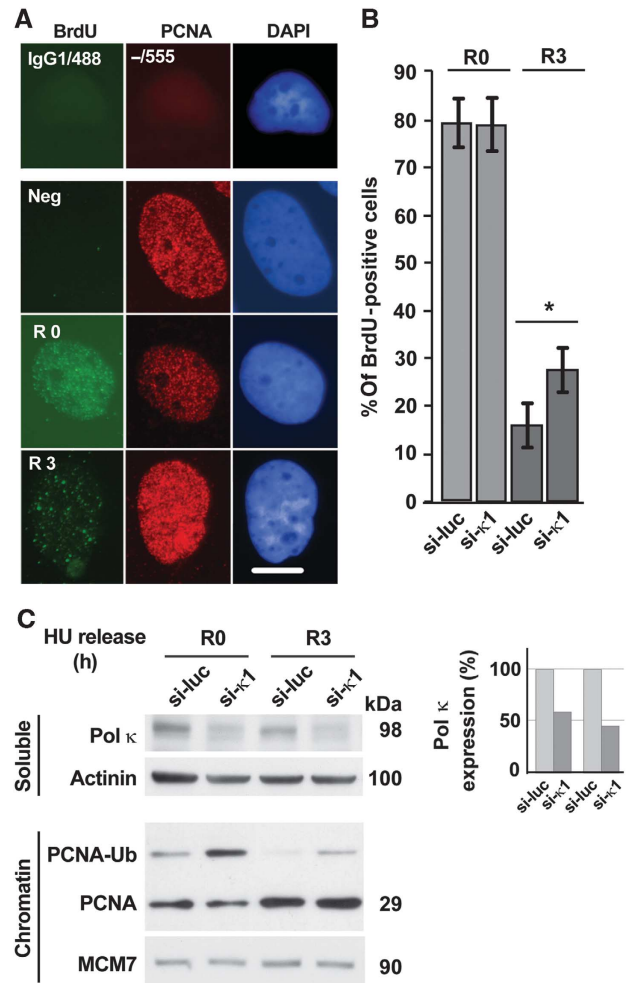 A
BrdU PCNA DAPI
IgG1/488 –/555
Neg
R 0
R 3
B
R0 R3
90
80
70
60
50
40
30
20
10
0
% Of BrdU-positive cells
*
si-luc si-κ1 si-luc si-κ1
C
HU release (h)
R0 R3
si-luc si-κ1 si-luc si-κ1
kDa
Soluble
Pol κ 98
Actinin 100
Chromatin
PCNA-Ub
PCNA 29
MCM7 90
Pol κ expression (%)
100
50
0
si-luc si-κ1 si-luc si-κ1